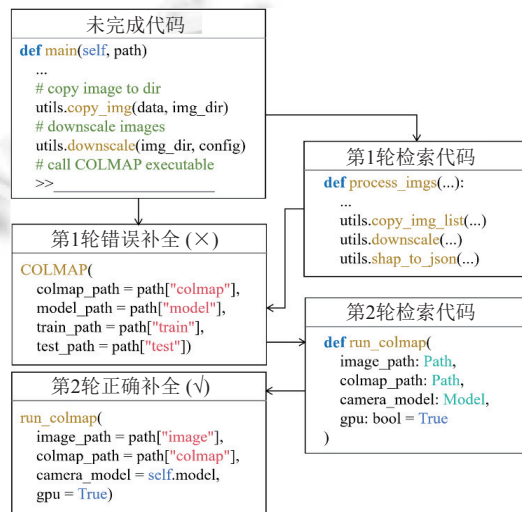 未完成代码
def main(self, path)
...
# copy image to dir
utils.copy_img(data, img_dir)
# downscale images
utils.downscale(img_dir, config)
# call COLMAP executable
>>____________________
第1轮检索代码
def process_imgs(...):
...
utils.copy_img_list(...)
utils.downscale(...)
utils.shap_to_json(...)
第1轮错误补全 (×)
COLMAP(
colmap_path = path["colmap"],
model_path = path["model"],
train_path = path["train"],
test_path = path["test"])
第2轮检索代码
def run_colmap(
image_path: Path,
colmap_path: Path,
camera_model: Model,
gpu: bool = True
)
第2轮正确补全 (√)
run_colmap(
image_path = path["image"],
colmap_path = path["colmap"],
camera_model = self.model,
gpu = True)